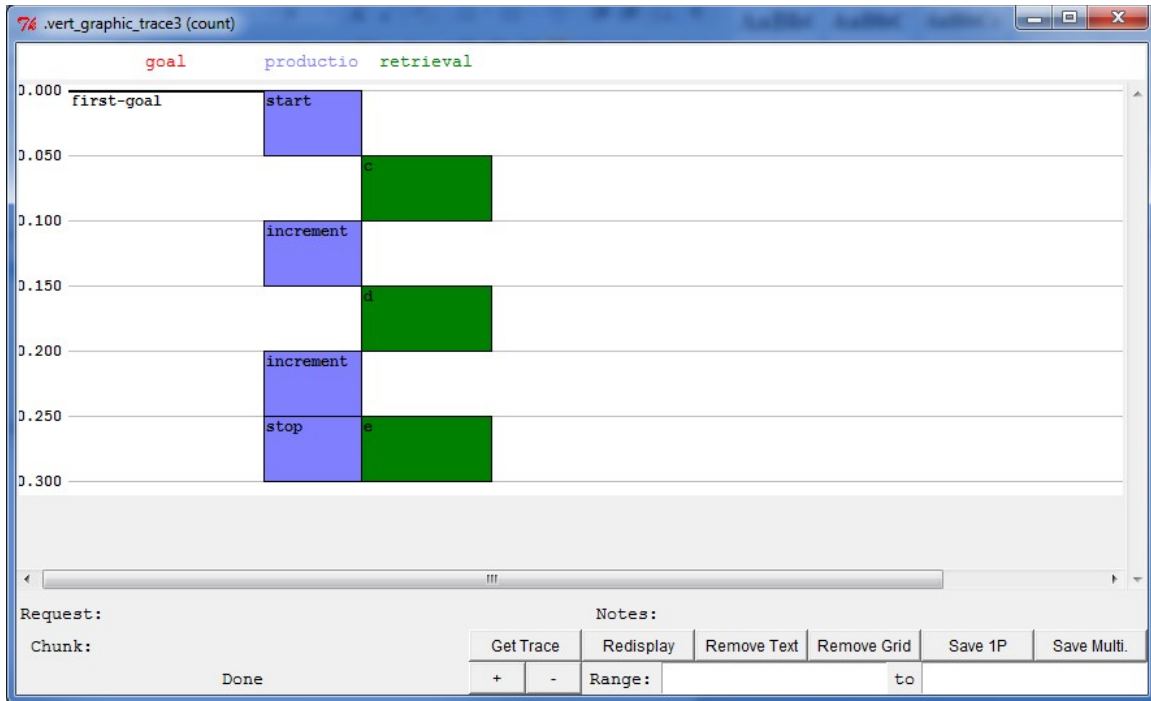 .vert_graphic_trace3 (count)
goal productio retrieval
0.000
first-goal start
0.050
c
0.100
increment
0.150
d
0.200
increment
0.250
stop e
0.300
Request: Notes:
Chunk: Get Trace Redisplay Remove Text Remove Grid Save 1P Save Multi.
Done + - Range: to